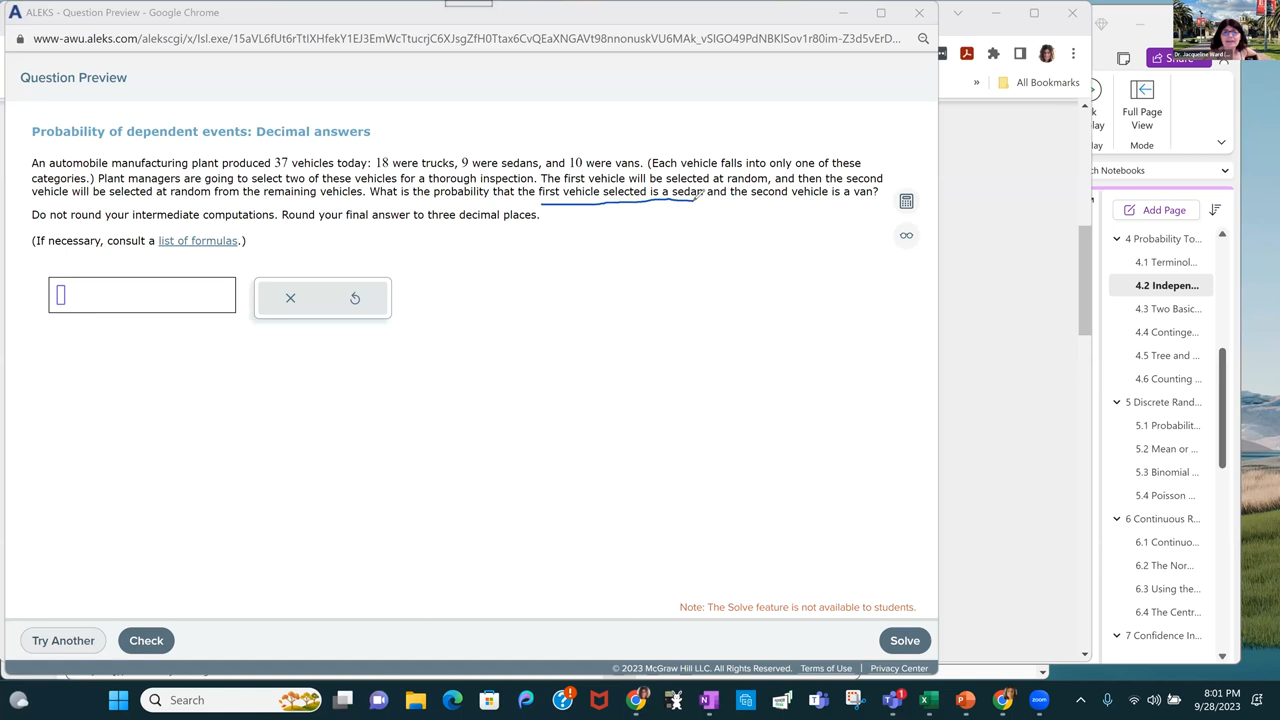 ALEKS - Question Preview - Google Chrome
Question Preview
Probability of dependent events: Decimal answers
An automobile manufacturing plant produced 37 vehicles today: 18 were trucks, 9 were sedans, and 10 were vans. (Each vehicle falls into only one of these
categories.) Plant managers are going to select two of these vehicles for a thorough inspection. The first vehicle will be selected at random, and then the second
vehicle will be selected at random from the remaining vehicles. What is the probability that the first vehicle selected is a sedan and the second vehicle is a van?
Do not round your intermediate computations. Round your final answer to three decimal places.
(If necessary, consult a list of formulas.)
Note: The Solve feature is not available to students.
Try Another
Check
Solve
© 2023 McGraw Hill LLC. All Rights Reserved.
Terms of Use
Privacy Center
» All Bookmarks
Share
Dr. Jacqueline Ward
Full Page
View
Mode
Notebooks
Add Page
4 Probability To...
4.1 Terminol...
4.2 Indepen...
4.3 Two Basic...
4.4 Continge...
4.5 Tree and ...
4.6 Counting ...
5 Discrete Rand...
5.1 Probabilit...
5.2 Mean or ...
5.3 Binomial ...
5.4 Poisson ...
6 Continuous R...
6.1 Continuo...
6.2 The Nor...
6.3 Using the...
6.4 The Centr...
7 Confidence In...
Search
zoom
8:01 PM
9/28/2023